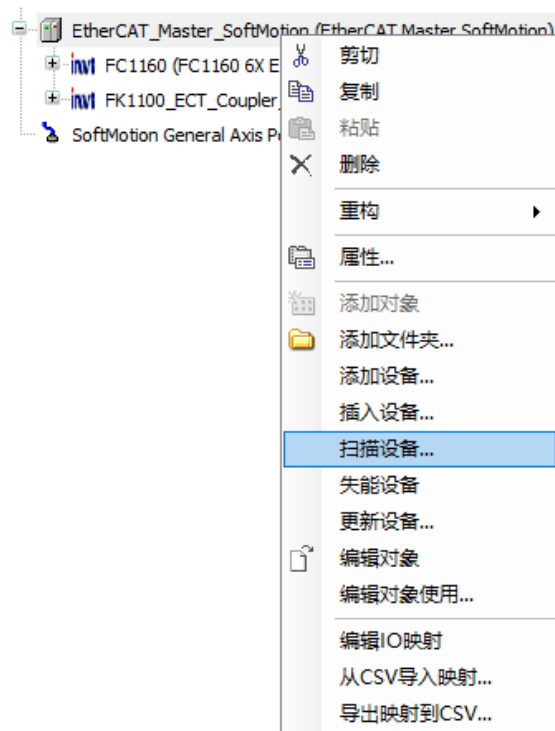 EtherCAT_Master_SoftMotion (EtherCAT Master SoftMotion)
invt FC1160 (FC1160 6X E
invt FK1100_ECT_Coupler
SoftMotion General Axis P
剪切
复制
粘贴
删除
重构
属性...
添加对象
添加文件夹...
添加设备...
插入设备...
扫描设备...
失能设备
更新设备...
编辑对象
编辑对象使用...
编辑IO映射
从CSV导入映射...
导出映射到CSV...